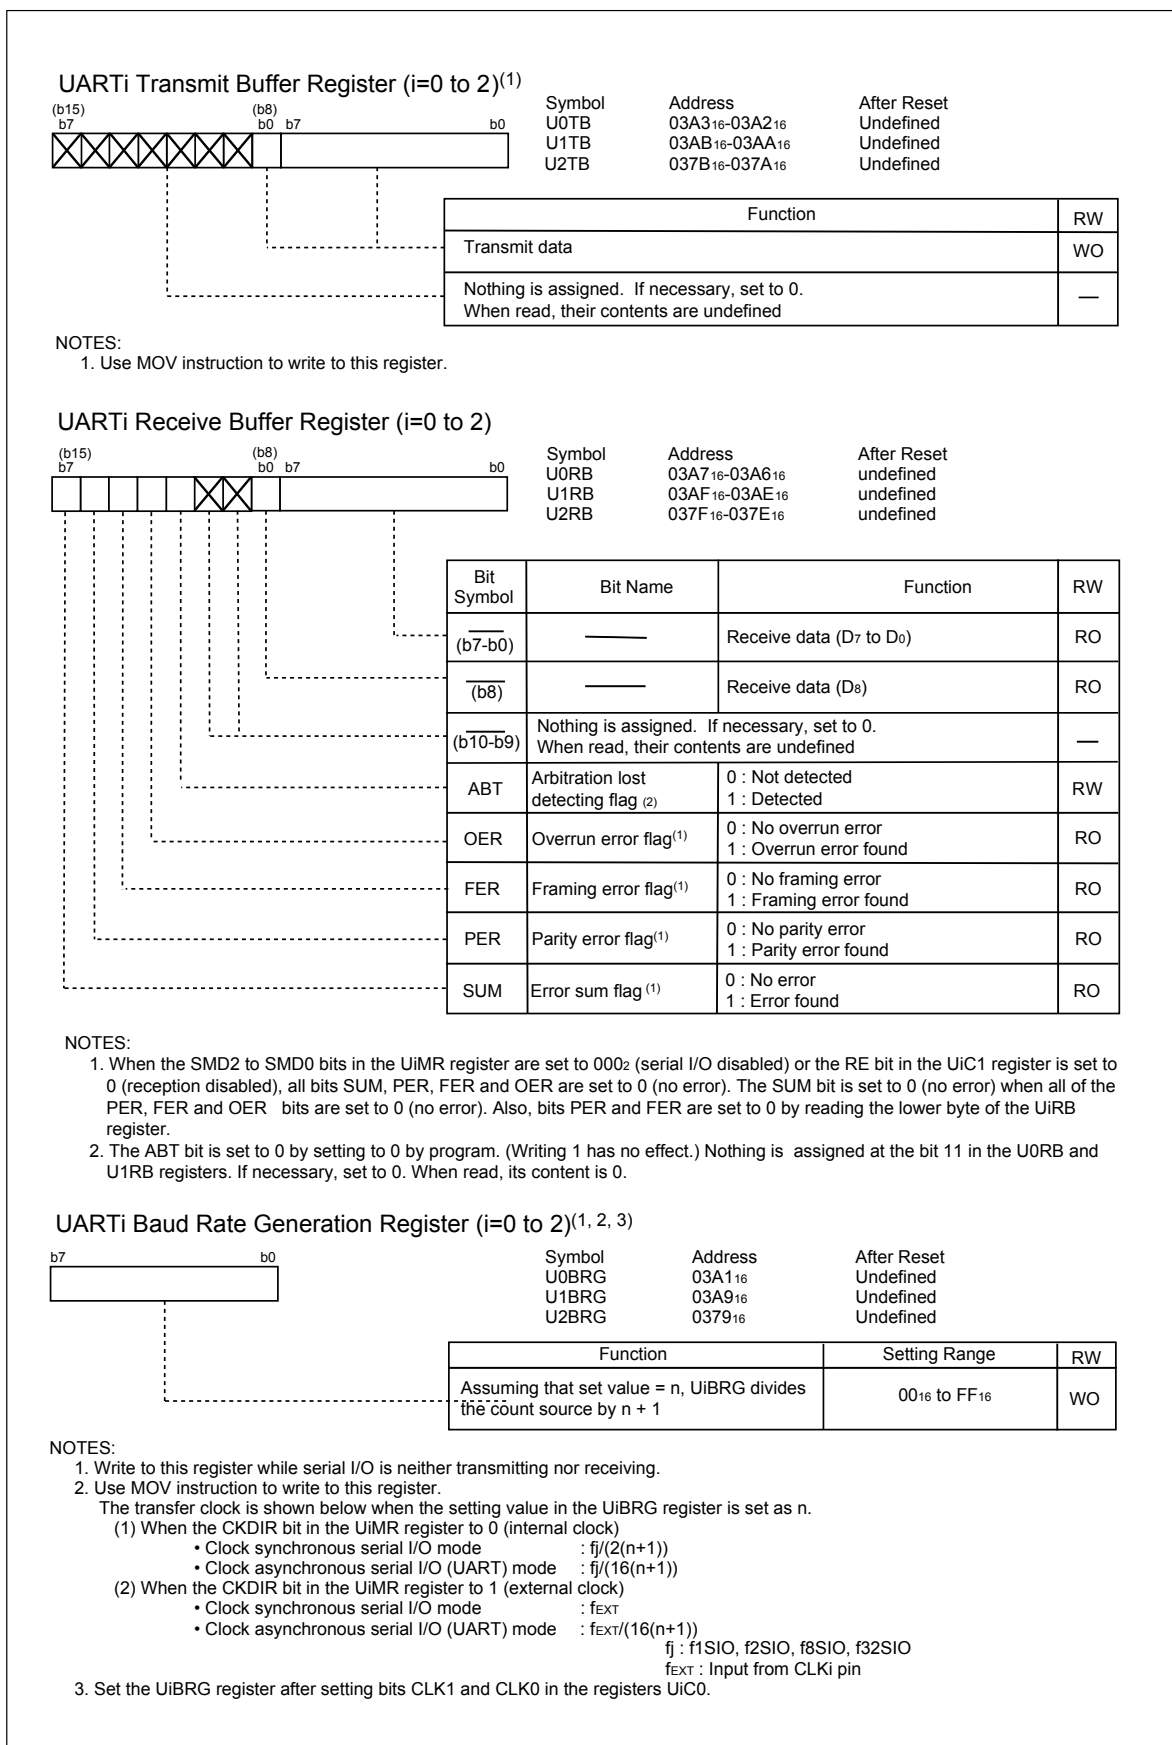 UARTi Transmit Buffer Register (i=0 to 2)(1)
(b15) (b8)
b7 b0 b7 b0
Symbol Address After Reset
U0TB 03A316-03A216 Undefined
U1TB 03AB16-03AA16 Undefined
U2TB 037B16-037A16 Undefined
Function RW
Transmit data WO
Nothing is assigned. If necessary, set to 0.
When read, their contents are undefined —
NOTES:
1. Use MOV instruction to write to this register.
UARTi Receive Buffer Register (i=0 to 2)
(b15) (b8)
b7 b0 b7 b0
Symbol Address After Reset
U0RB 03A716-03A616 undefined
U1RB 03AF16-03AE16 undefined
U2RB 037F16-037E16 undefined
Bit Symbol Bit Name Function RW
— (b7-b0) — Receive data (D7 to D0) RO
— (b8) — Receive data (D8) RO
— (b10-b9) Nothing is assigned. If necessary, set to 0.
When read, their contents are undefined —
ABT Arbitration lost detecting flag (2) 0 : Not detected
1 : Detected RW
OER Overrun error flag(1) 0 : No overrun error
1 : Overrun error found RO
FER Framing error flag(1) 0 : No framing error
1 : Framing error found RO
PER Parity error flag(1) 0 : No parity error
1 : Parity error found RO
SUM Error sum flag (1) 0 : No error
1 : Error found RO
NOTES:
1. When the SMD2 to SMD0 bits in the UiMR register are set to 0002 (serial I/O disabled) or the RE bit in the UiC1 register is set to
0 (reception disabled), all bits SUM, PER, FER and OER are set to 0 (no error). The SUM bit is set to 0 (no error) when all of the
PER, FER and OER bits are set to 0 (no error). Also, bits PER and FER are set to 0 by reading the lower byte of the UiRB
register.
2. The ABT bit is set to 0 by setting to 0 by program. (Writing 1 has no effect.) Nothing is assigned at the bit 11 in the U0RB and
U1RB registers. If necessary, set to 0. When read, its content is 0.
UARTi Baud Rate Generation Register (i=0 to 2)(1, 2, 3)
b7 b0
Symbol Address After Reset
U0BRG 03A116 Undefined
U1BRG 03A916 Undefined
U2BRG 037916 Undefined
Function Setting Range RW
Assuming that set value = n, UiBRG divides
the count source by n + 1 0016 to FF16 WO
NOTES:
1. Write to this register while serial I/O is neither transmitting nor receiving.
2. Use MOV instruction to write to this register.
The transfer clock is shown below when the setting value in the UiBRG register is set as n.
(1) When the CKDIR bit in the UiMR register to 0 (internal clock)
• Clock synchronous serial I/O mode : fj/(2(n+1))
• Clock asynchronous serial I/O (UART) mode : fj/(16(n+1))
(2) When the CKDIR bit in the UiMR register to 1 (external clock)
• Clock synchronous serial I/O mode : fEXT
• Clock asynchronous serial I/O (UART) mode : fEXT/(16(n+1))
fj : f1SIO, f2SIO, f8SIO, f32SIO
fEXT : Input from CLKi pin
3. Set the UiBRG register after setting bits CLK1 and CLK0 in the registers UiC0.